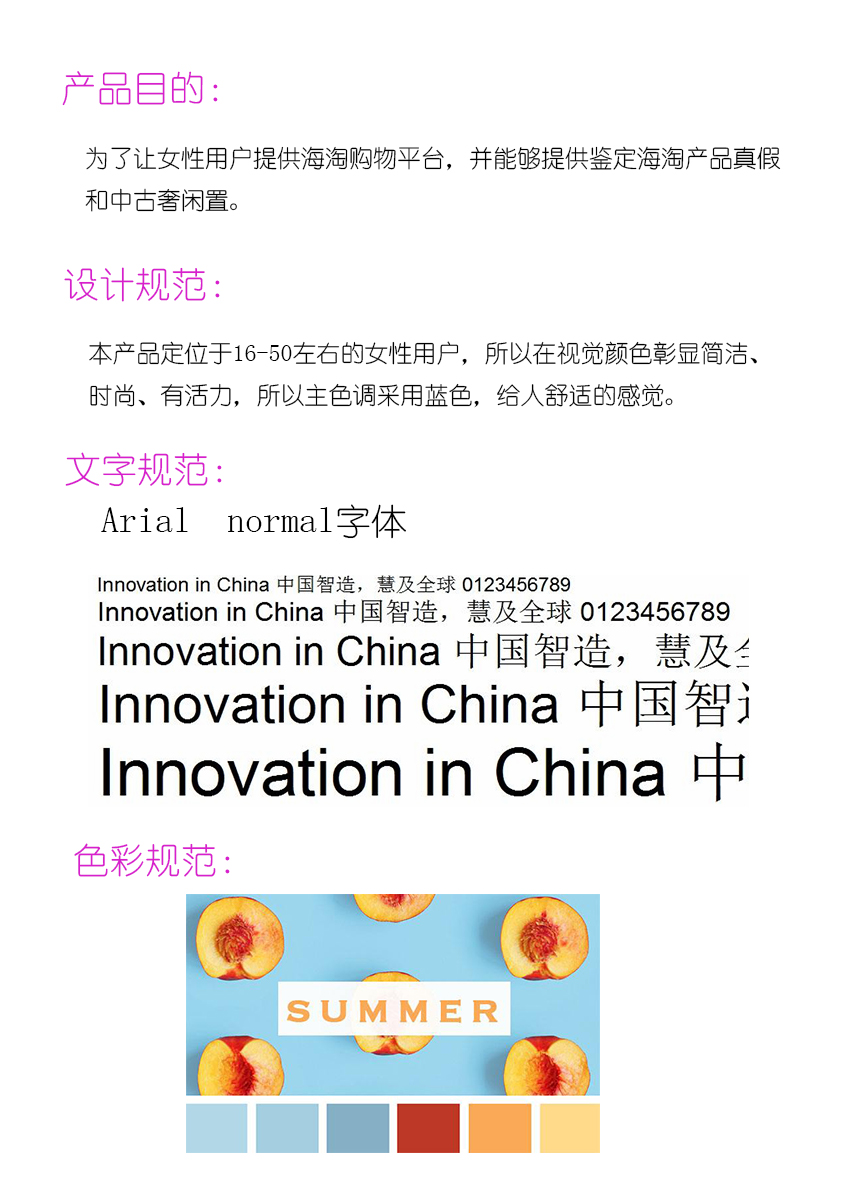 产品目的：
为了让女性用户提供海淘购物平台，并能够提供鉴定海淘产品真假
和中古奢闲置。
设计规范：
本产品定位于16-50左右的女性用户，所以在视觉颜色彰显简洁、
时尚、有活力，所以主色调采用蓝色，给人舒适的感觉。
文字规范：
Arial normal字体
Innovation in China 中国智造，慧及全球 0123456789
Innovation in China 中国智造，慧及全球 0123456789
Innovation in China 中国智造，慧及全
Innovation in China 中国智造
Innovation in China 中
色彩规范：
SUMMER